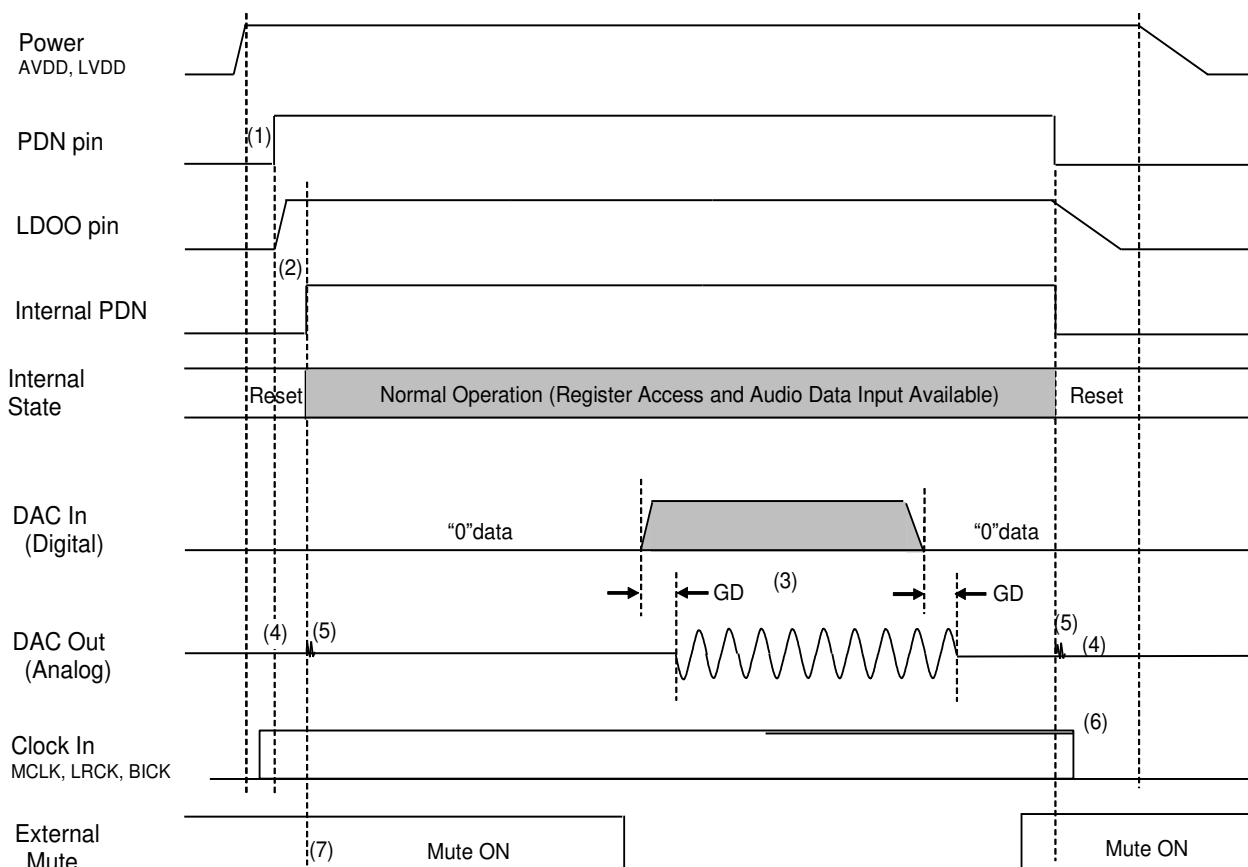 Power
AVDD, LVDD
(1)
PDN pin
LDOO pin
(2)
Internal PDN
Internal
State
Reset
Normal Operation (Register Access and Audio Data Input Available)
Reset
DAC In
(Digital)
“0”data
“0”data
GD
(3)
GD
DAC Out
(Analog)
(4)
(5)
(5)
(4)
Clock In
MCLK, LRCK, BICK
(6)
External
Mute
(7)
Mute ON
Mute ON